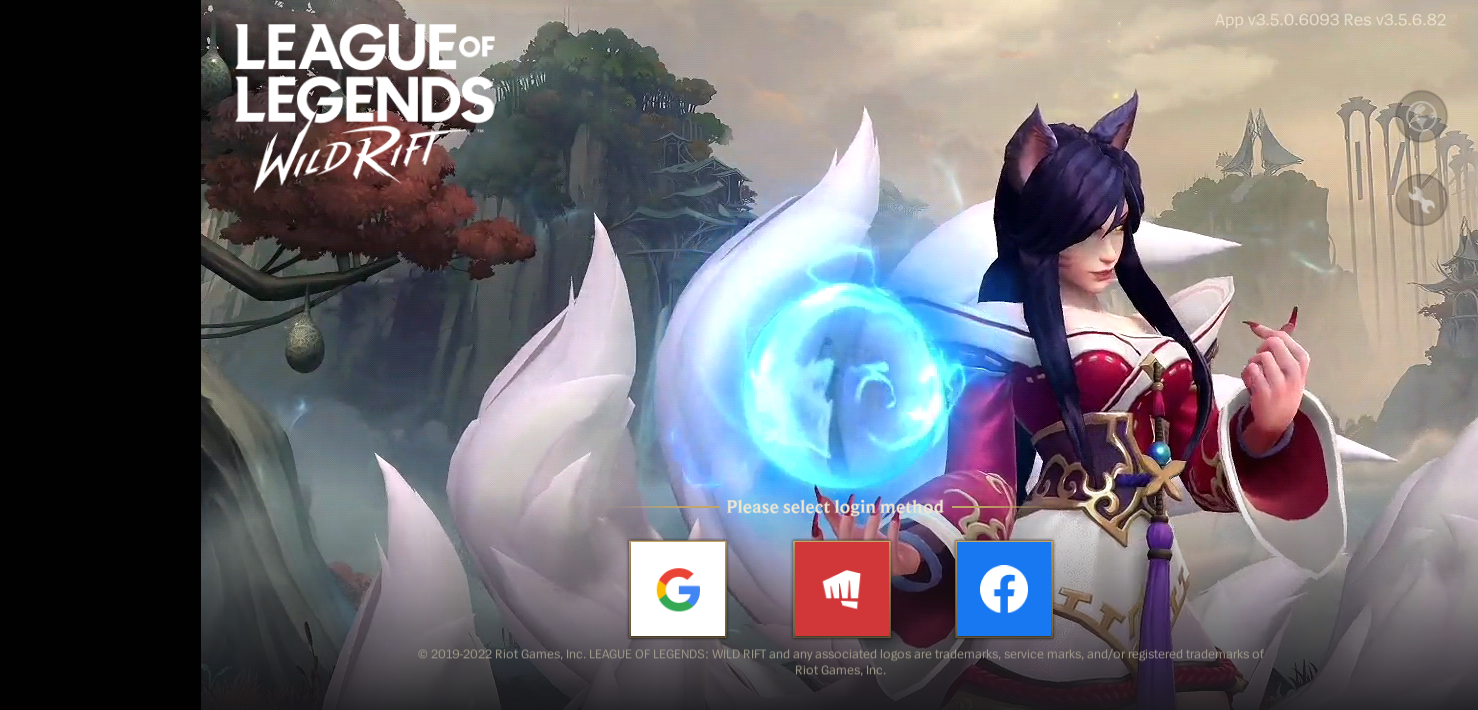 App v3.5.0.6093 Res v3.5.6.82
LEAGUE OF
LEGENDS
WILD RIFT
Please select login method
© 2019-2022 Riot Games, Inc. LEAGUE OF LEGENDS: WILD RIFT and any associated logos are trademarks, service marks, and/or registered trademarks of
Riot Games, Inc.